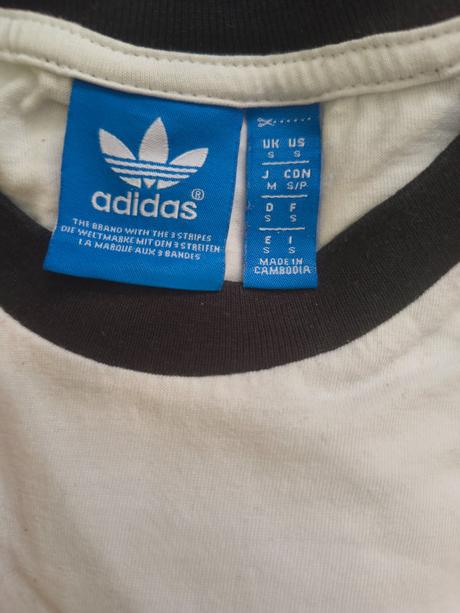 adidas®
THE BRAND WITH THE 3 STRIPES
DIE WELTMARKE MIT DEN 3 STREIFEN
LA MARQUE AUX 3 BANDES
UK US
S S
J CDN
M S/P
D F
S S
E I
S S
MADE IN
CAMBODIA